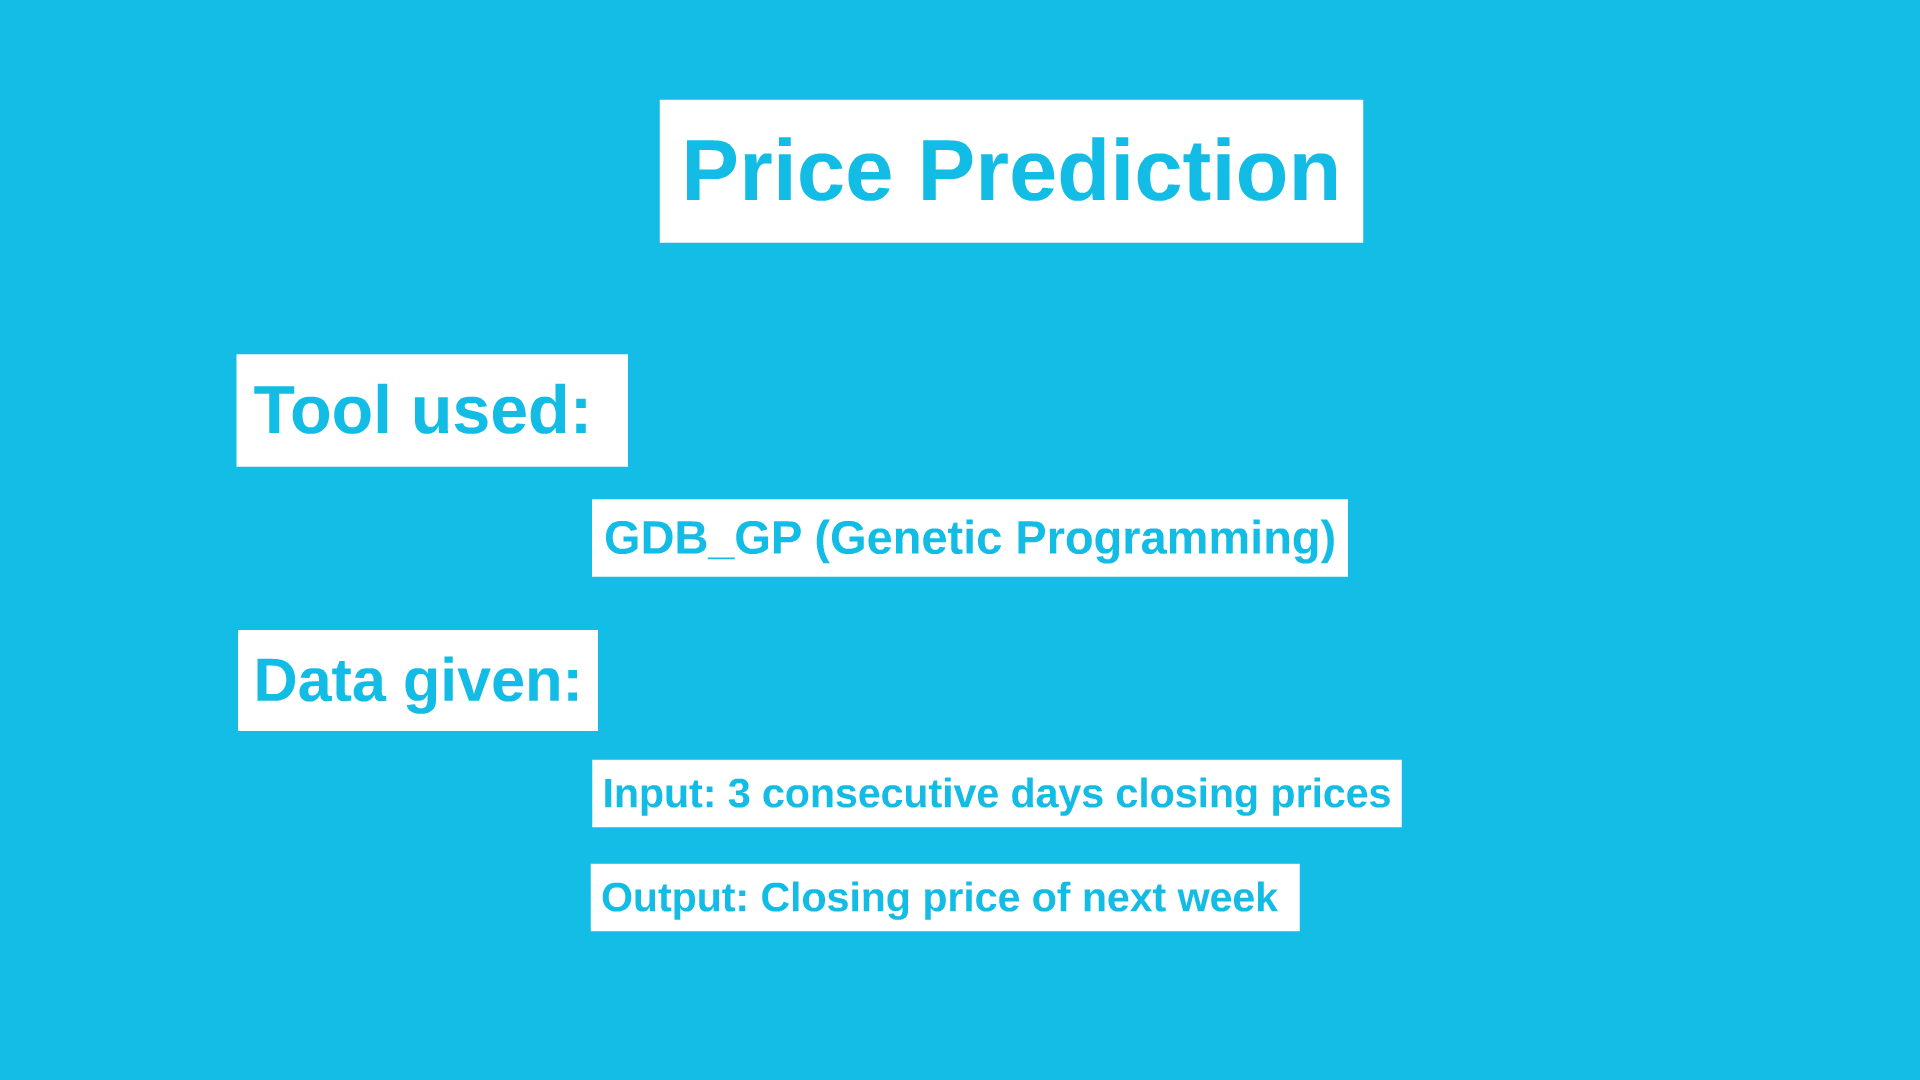 Price Prediction
Tool used:
GDB_GP (Genetic Programming)
Data given:
Input: 3 consecutive days closing prices
Output: Closing price of next week